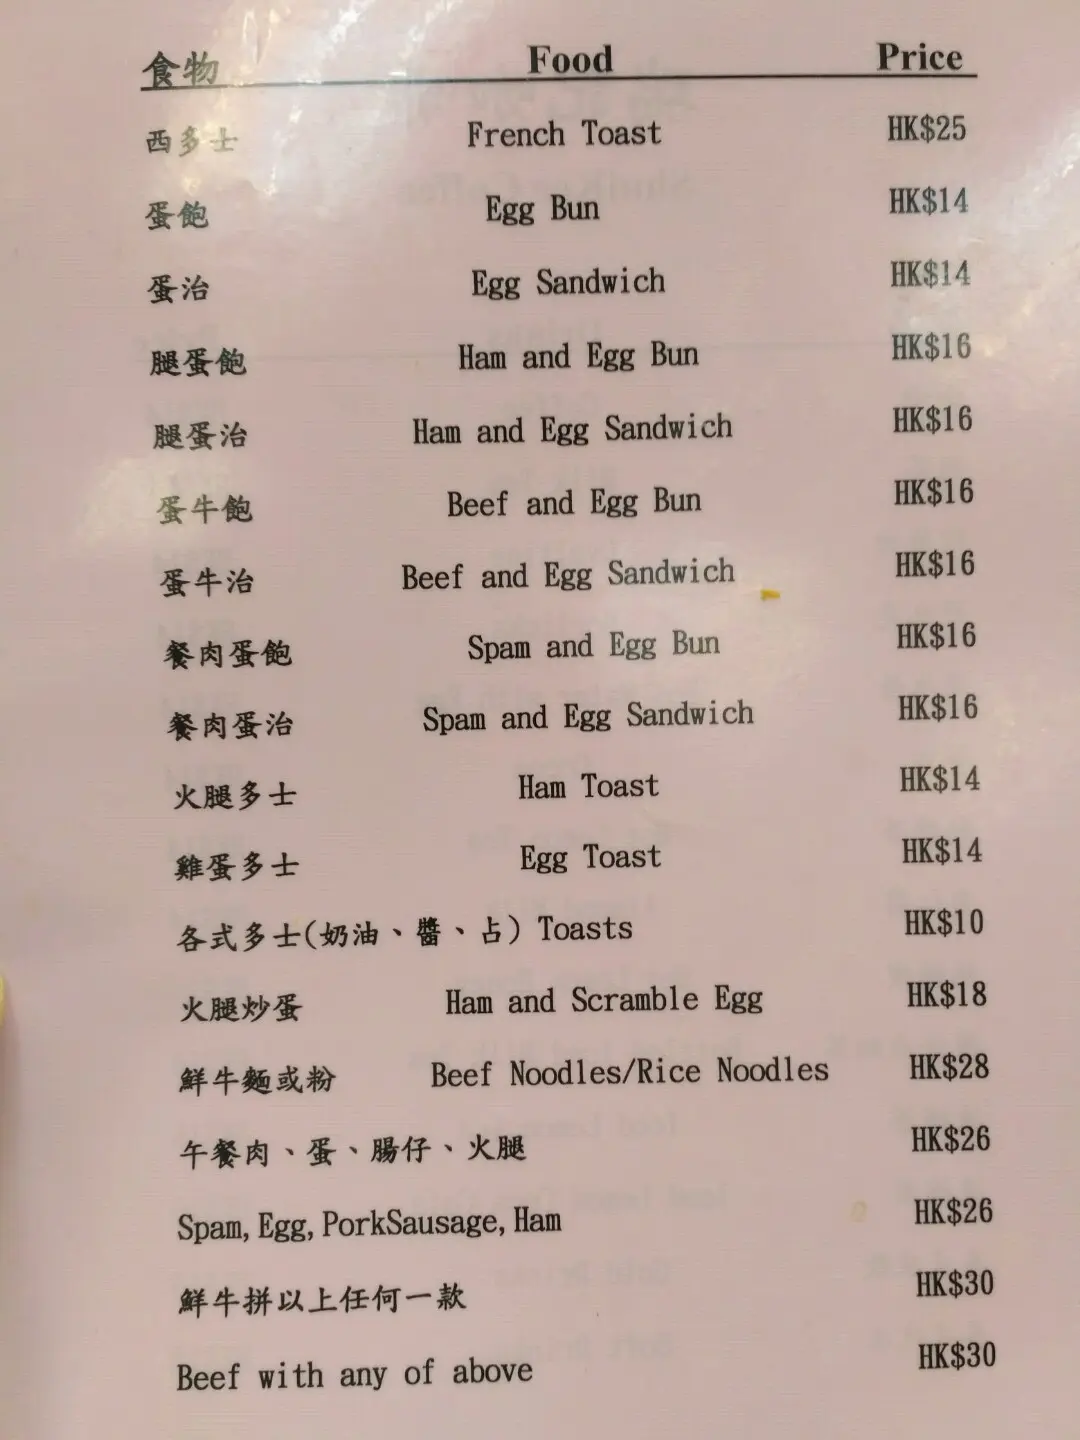 食物 Food Price
西多士 French Toast HK$25
蛋飽 Egg Bun HK$14
蛋治 Egg Sandwich HK$14
腿蛋飽 Ham and Egg Bun HK$16
腿蛋治 Ham and Egg Sandwich HK$16
蛋牛飽 Beef and Egg Bun HK$16
蛋牛治 Beef and Egg Sandwich HK$16
餐肉蛋飽 Spam and Egg Bun HK$16
餐肉蛋治 Spam and Egg Sandwich HK$16
火腿多士 Ham Toast HK$14
雞蛋多士 Egg Toast HK$14
各式多士(奶油、醬、占) Toasts HK$10
火腿炒蛋 Ham and Scramble Egg HK$18
鮮牛麵或粉 Beef Noodles/Rice Noodles HK$28
午餐肉、蛋、腸仔、火腿 HK$26
Spam, Egg, PorkSausage, Ham HK$26
鮮牛拼以上任何一款 HK$30
Beef with any of above HK$30